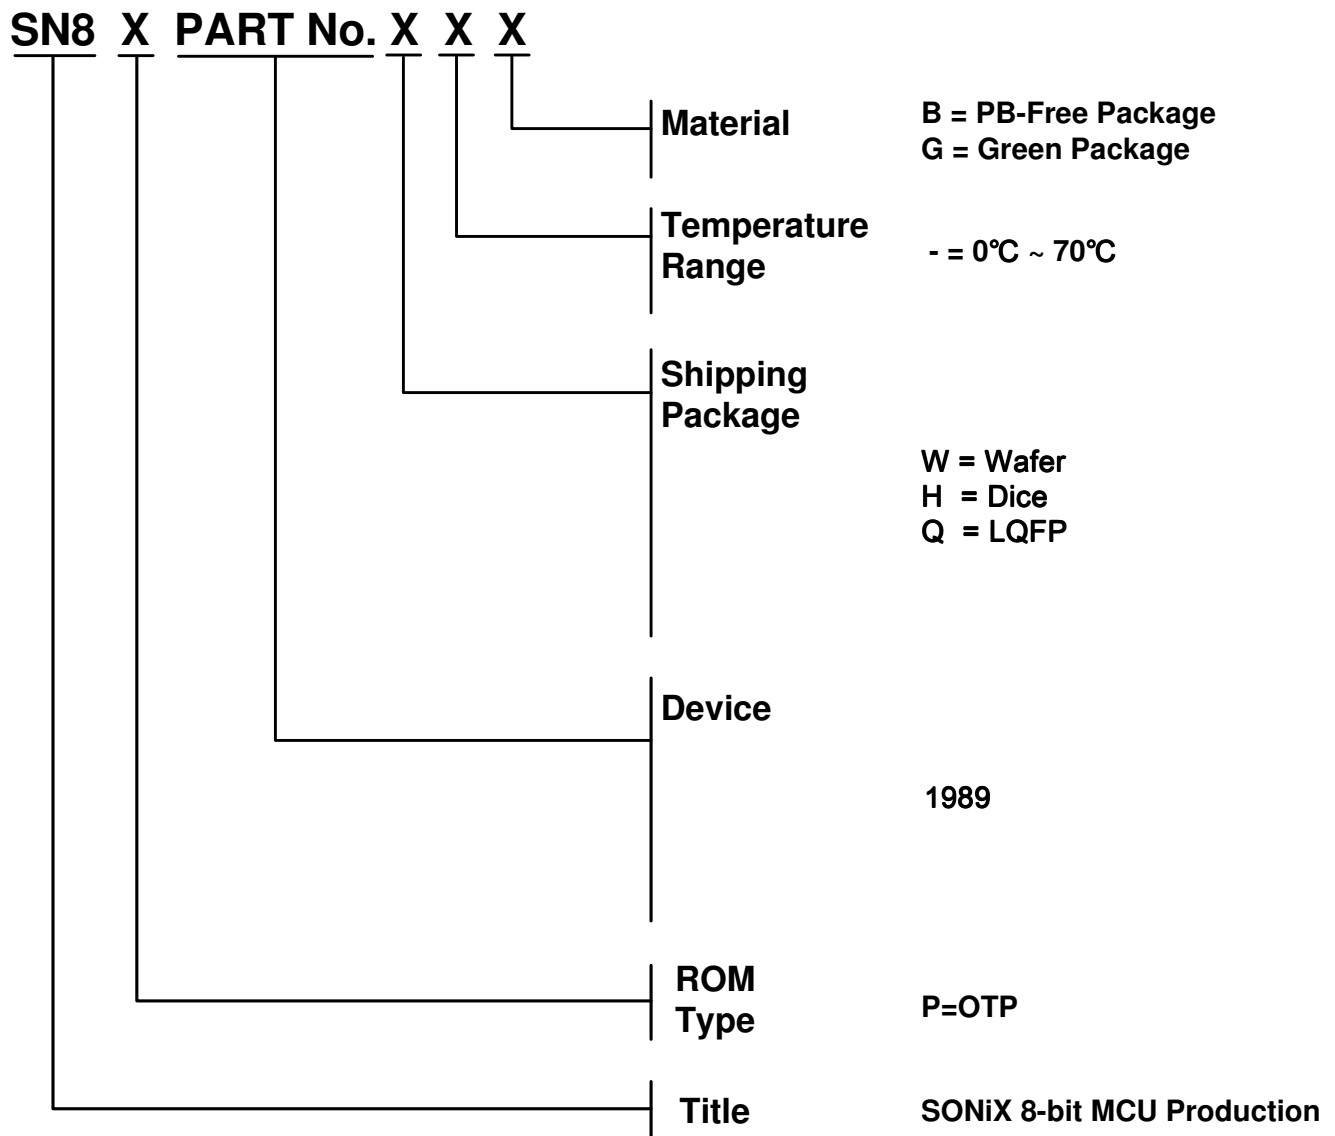 SN8 X PART No. X X X
Material
B = PB-Free Package
G = Green Package
Temperature
Range
- = 0℃ ~ 70℃
Shipping
Package
W = Wafer
H = Dice
Q = LQFP
Device
1989
ROM
Type
P=OTP
Title
SONiX 8-bit MCU Production